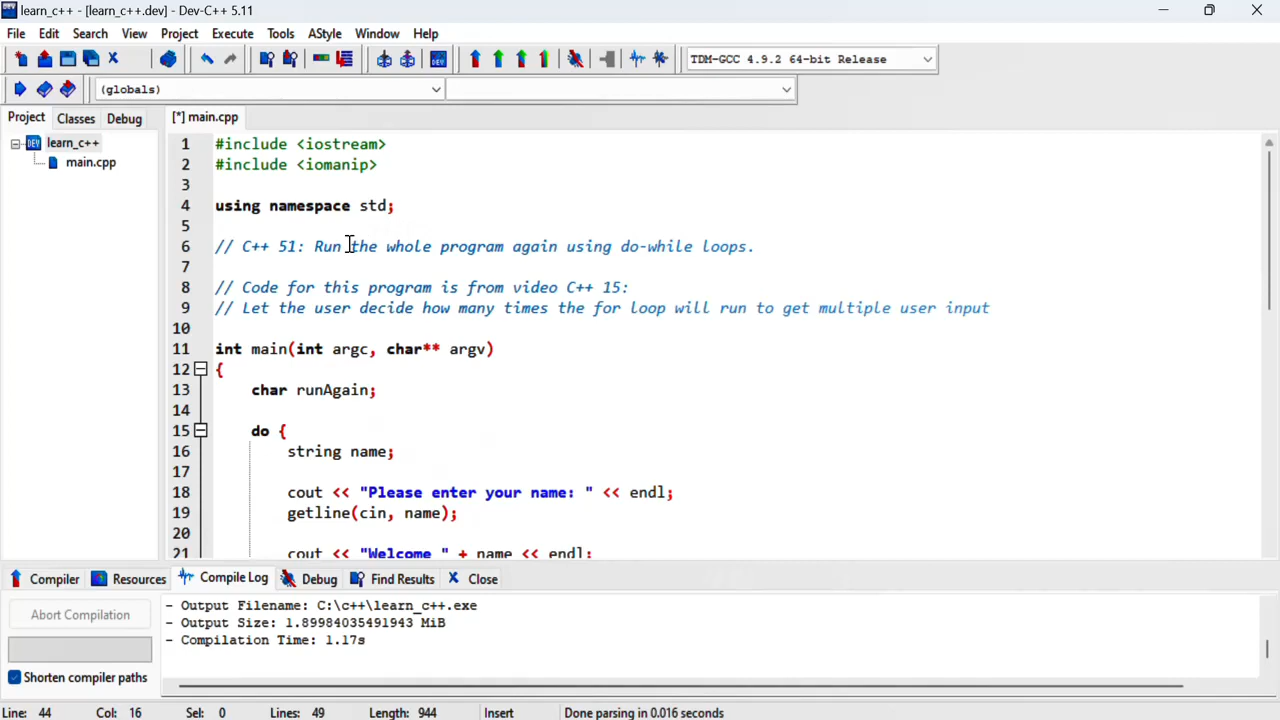 learn_c++ - [learn_c++.dev] - Dev-C++ 5.11
File Edit Search View Project Execute Tools AStyle Window Help
TDM-GCC 4.9.2 64-bit Release
(globals)
Project Classes Debug
[*] main.cpp
learn_c++
main.cpp
1 #include <iostream>
2 #include <iomanip>
3
4 using namespace std;
5
6 // C++ 51: Run the whole program again using do-while loops.
7
8 // Code for this program is from video C++ 15:
9 // Let the user decide how many times the for loop will run to get multiple user input
10
11 int main(int argc, char** argv)
12 {
13 char runAgain;
14
15 do {
16 string name;
17
18 cout << "Please enter your name: " << endl;
19 getline(cin, name);
20
21 cout << "Welcome " + name << endl;
Compiler Resources Compile Log Debug Find Results Close
Abort Compilation
Shorten compiler paths
- Output Filename: C:\c++\learn_c++.exe
- Output Size: 1.89984035491943 MiB
- Compilation Time: 1.17s
Line: 44 Col: 16 Sel: 0 Lines: 49 Length: 944 Insert Done parsing in 0.016 seconds